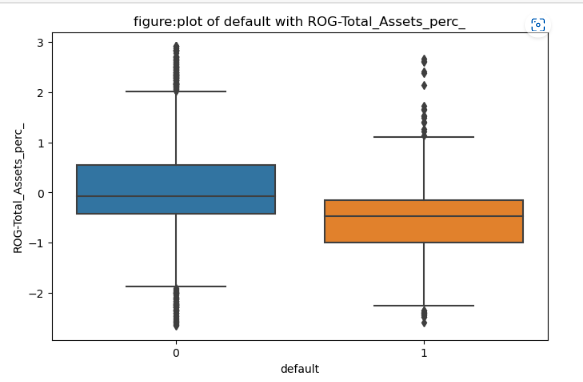 figure:plot of default with ROG-Total_Assets_perc_
3
2
1
0
−1
−2
ROG-Total_Assets_perc_
0 1
default